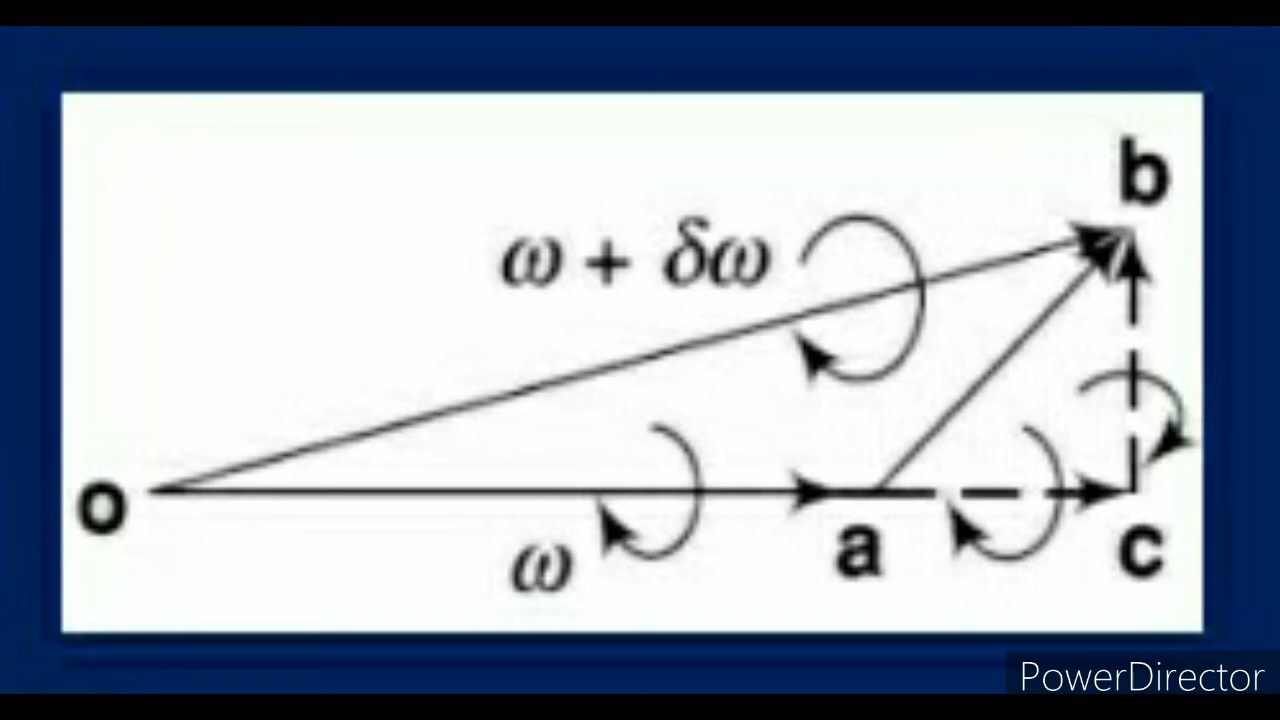 b
ω + δω
o
ω
a
c
PowerDirector